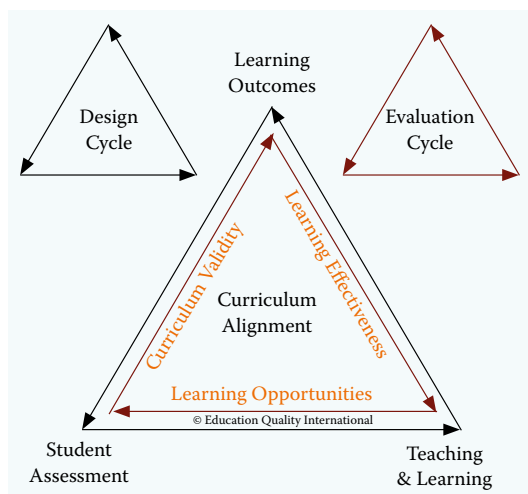 Learning
Outcomes
Design
Cycle
Evaluation
Cycle
Curriculum Validity
Learning Effectiveness
Curriculum
Alignment
Learning Opportunities
© Education Quality International
Student
Assessment
Teaching
& Learning